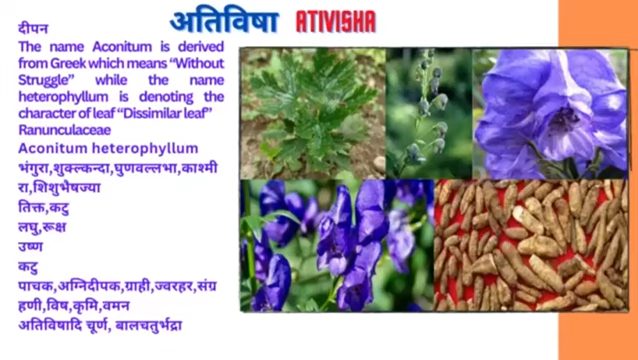 अतिविषा ATIVISHA
दीपन
The name Aconitum is derived
from Greek which means “Without
Struggle” while the name
heterophyllum is denoting the
character of leaf “Dissimilar leaf”
Ranunculaceae
Aconitum heterophyllum
भंगुरा,शुक्लकन्दा,घुणवल्लभा,काश्मी
रा,शिशुभैषज्या
तिक्त,कटु
लघु,रूक्ष
उष्ण
कटु
पाचक,अग्निदीपक,ग्राही,ज्वरहर,संग्र
हणी,विष,कृमि,वमन
अतिविषादि चूर्ण, बालचतुर्भद्रा